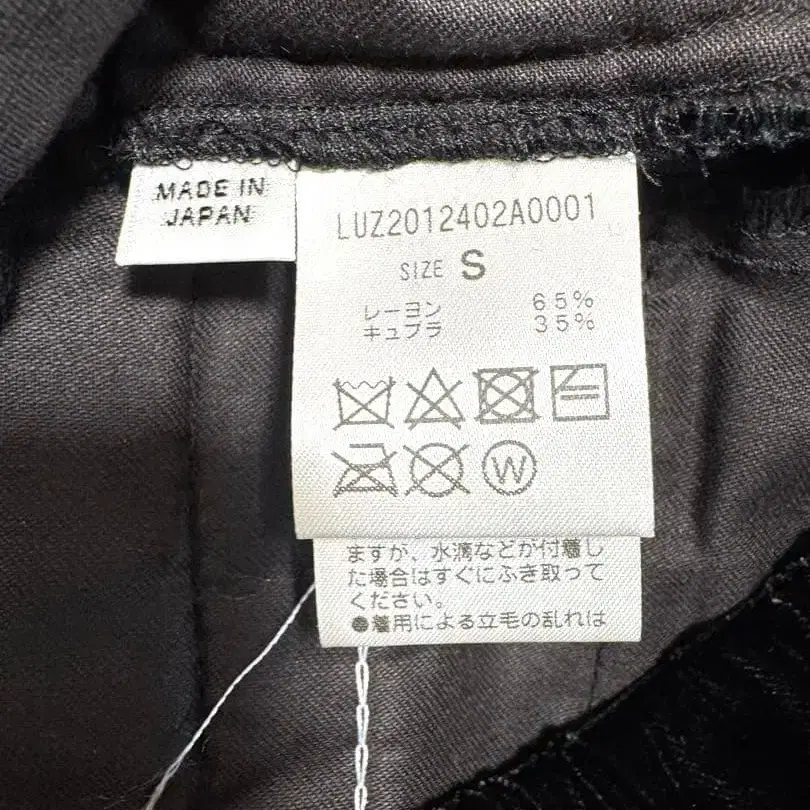 MADE IN
JAPAN
LUZ2012402A0001
SIZE S
レーヨン 65%
キュプラ 35%
W
ますが、水滴などが付着し
た場合はすぐにふき取って
ください。
●着用による立毛の乱れは